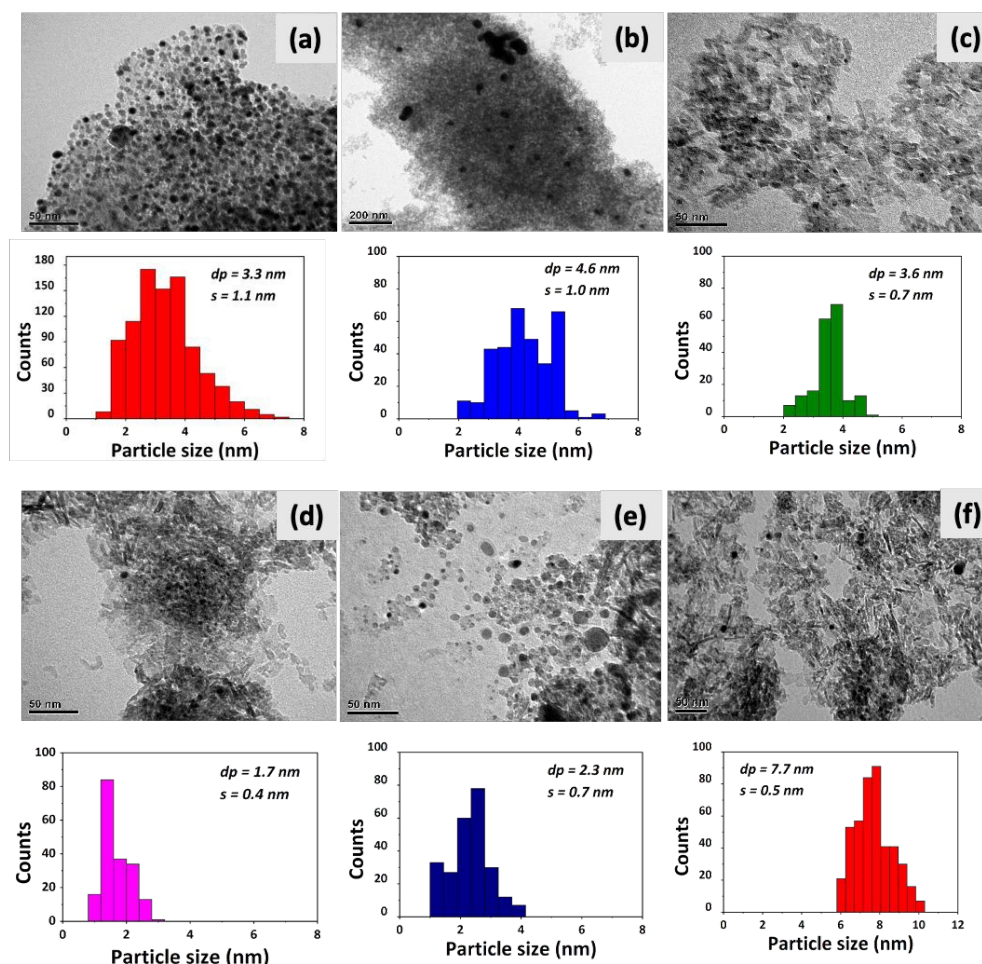 (a)
(b)
(c)
50 nm
200 nm
50 nm
Counts
180
150
120
90
60
30
0
dp = 3.3 nm
s = 1.1 nm
0 2 4 6 8
Particle size (nm)
Counts
100
80
60
40
20
0
dp = 4.6 nm
s = 1.0 nm
0 2 4 6 8
Particle size (nm)
Counts
100
80
60
40
20
0
dp = 3.6 nm
s = 0.7 nm
0 2 4 6 8
Particle size (nm)
(d)
(e)
(f)
50 nm
50 nm
50 nm
Counts
100
80
60
40
20
0
dp = 1.7 nm
s = 0.4 nm
0 2 4 6 8
Particle size (nm)
Counts
100
80
60
40
20
0
dp = 2.3 nm
s = 0.7 nm
0 2 4 6 8
Particle size (nm)
Counts
100
80
60
40
20
0
dp = 7.7 nm
s = 0.5 nm
0 2 4 6 8 10 12
Particle size (nm)